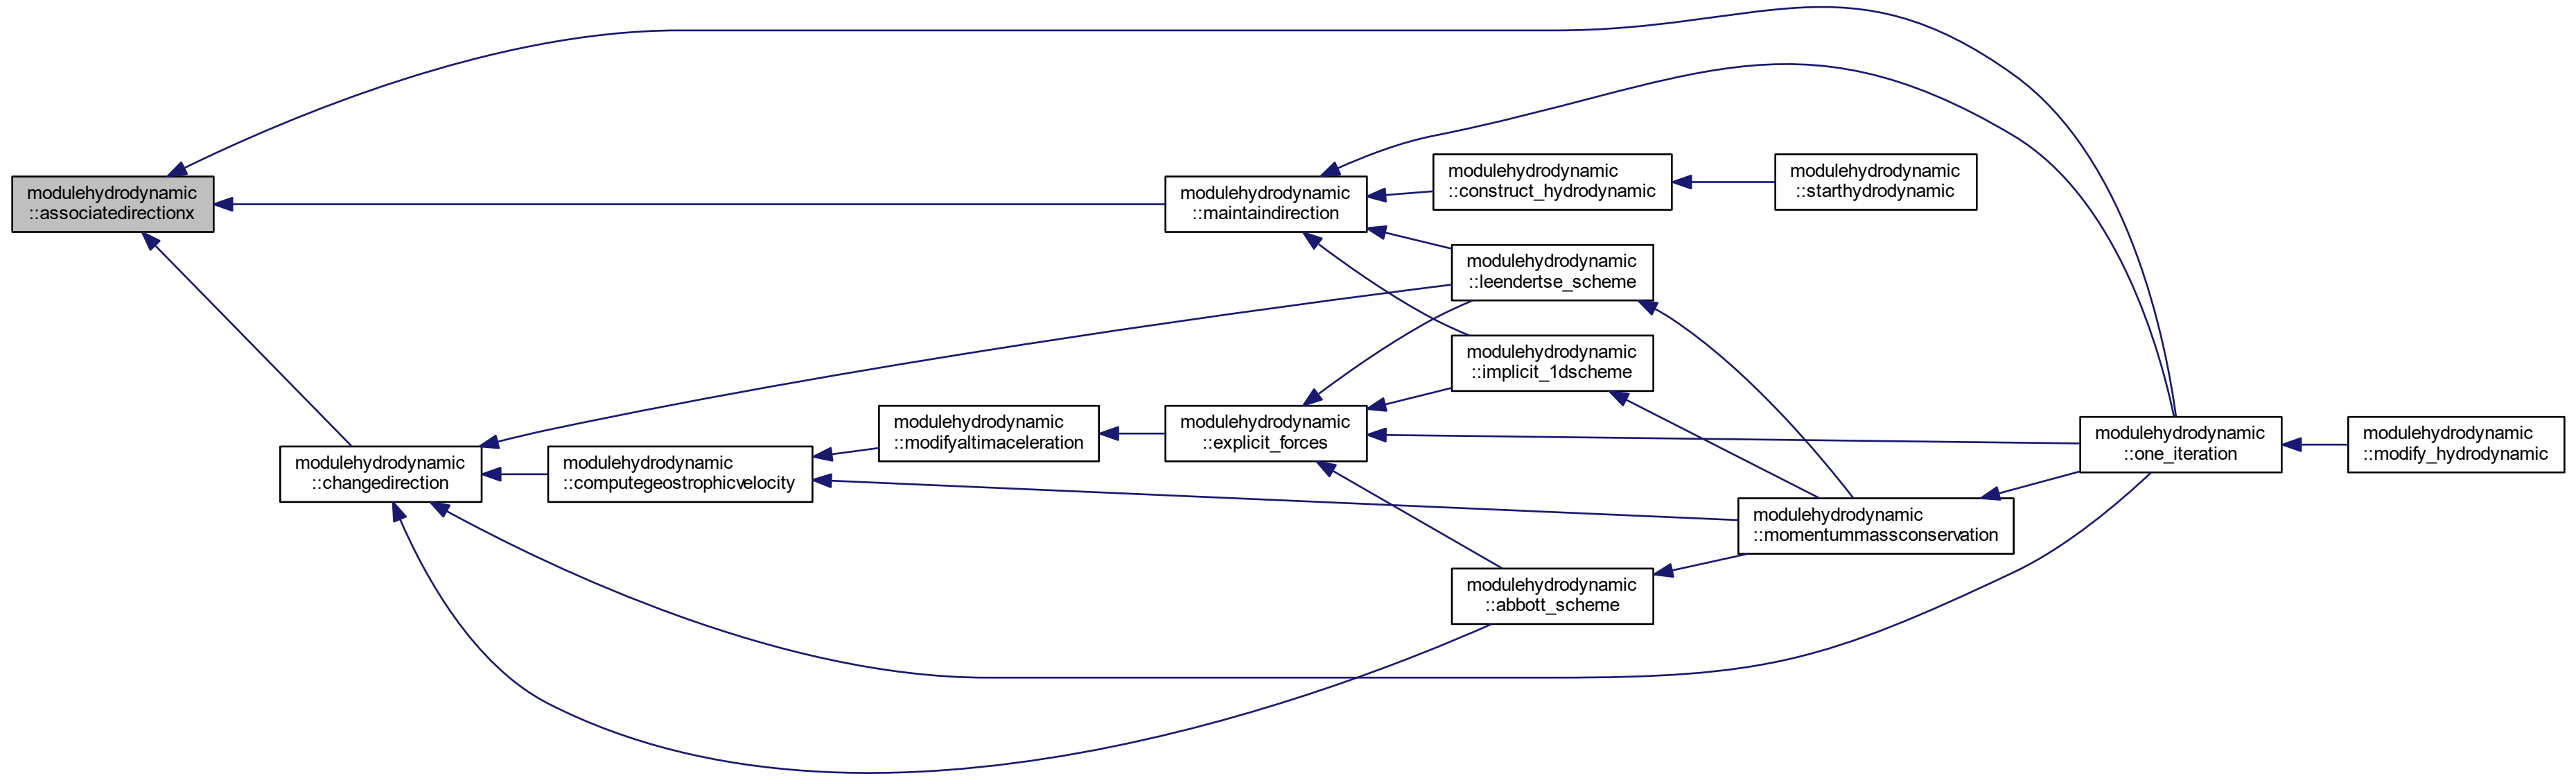 modulehydrodynamic
::associatedirectionx
modulehydrodynamic
::changedirection
modulehydrodynamic
::computegeostrophicvelocity
modulehydrodynamic
::modifyaltimaceleration
modulehydrodynamic
::maintaindirection
modulehydrodynamic
::explicit_forces
modulehydrodynamic
::construct_hydrodynamic
modulehydrodynamic
::leendertse_scheme
modulehydrodynamic
::implicit_1dscheme
modulehydrodynamic
::abbott_scheme
modulehydrodynamic
::starthydrodynamic
modulehydrodynamic
::momentummassconservation
modulehydrodynamic
::one_iteration
modulehydrodynamic
::modify_hydrodynamic